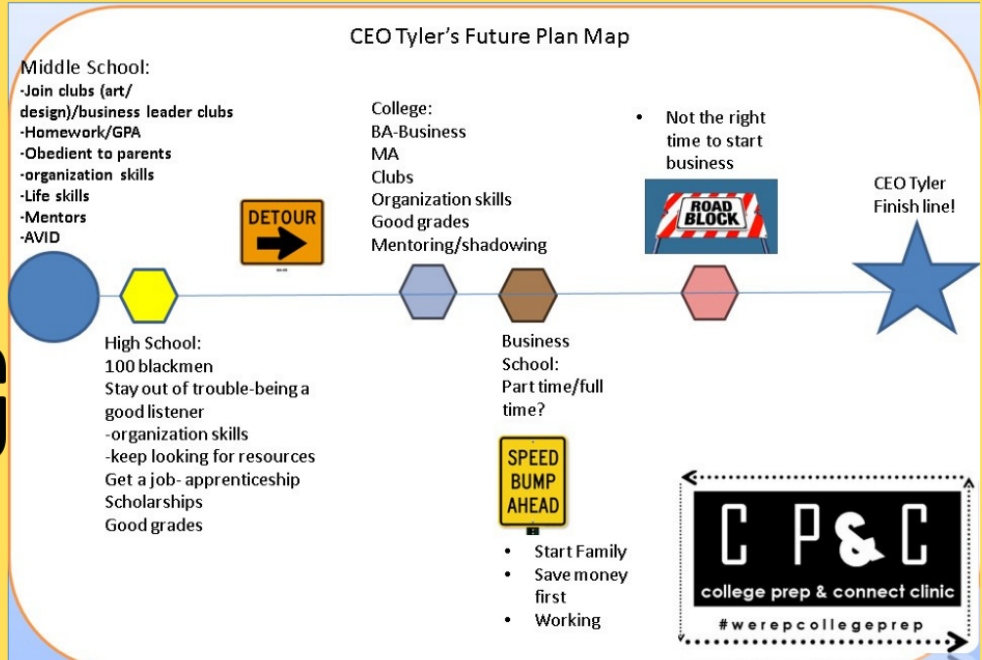 CEO Tyler's Future Plan Map
Middle School:
-Join clubs (art/
design)/business leader clubs
-Homework/GPA
-Obedient to parents
-organization skills
-Life skills
-Mentors
-AVID
DETOUR
College:
BA-Business
MA
Clubs
Organization skills
Good grades
Mentoring/shadowing
• Not the right
time to start
business
ROAD
BLOCK
CEO Tyler
Finish line!
High School:
100 blackmen
Stay out of trouble-being a
good listener
-organization skills
-keep looking for resources
Get a job- apprenticeship
Scholarships
Good grades
Business
School:
Part time/full
time?
SPEED
BUMP
AHEAD
• Start Family
• Save money
first
• Working
C P & C
college prep & connect clinic
#werepcollegeprep